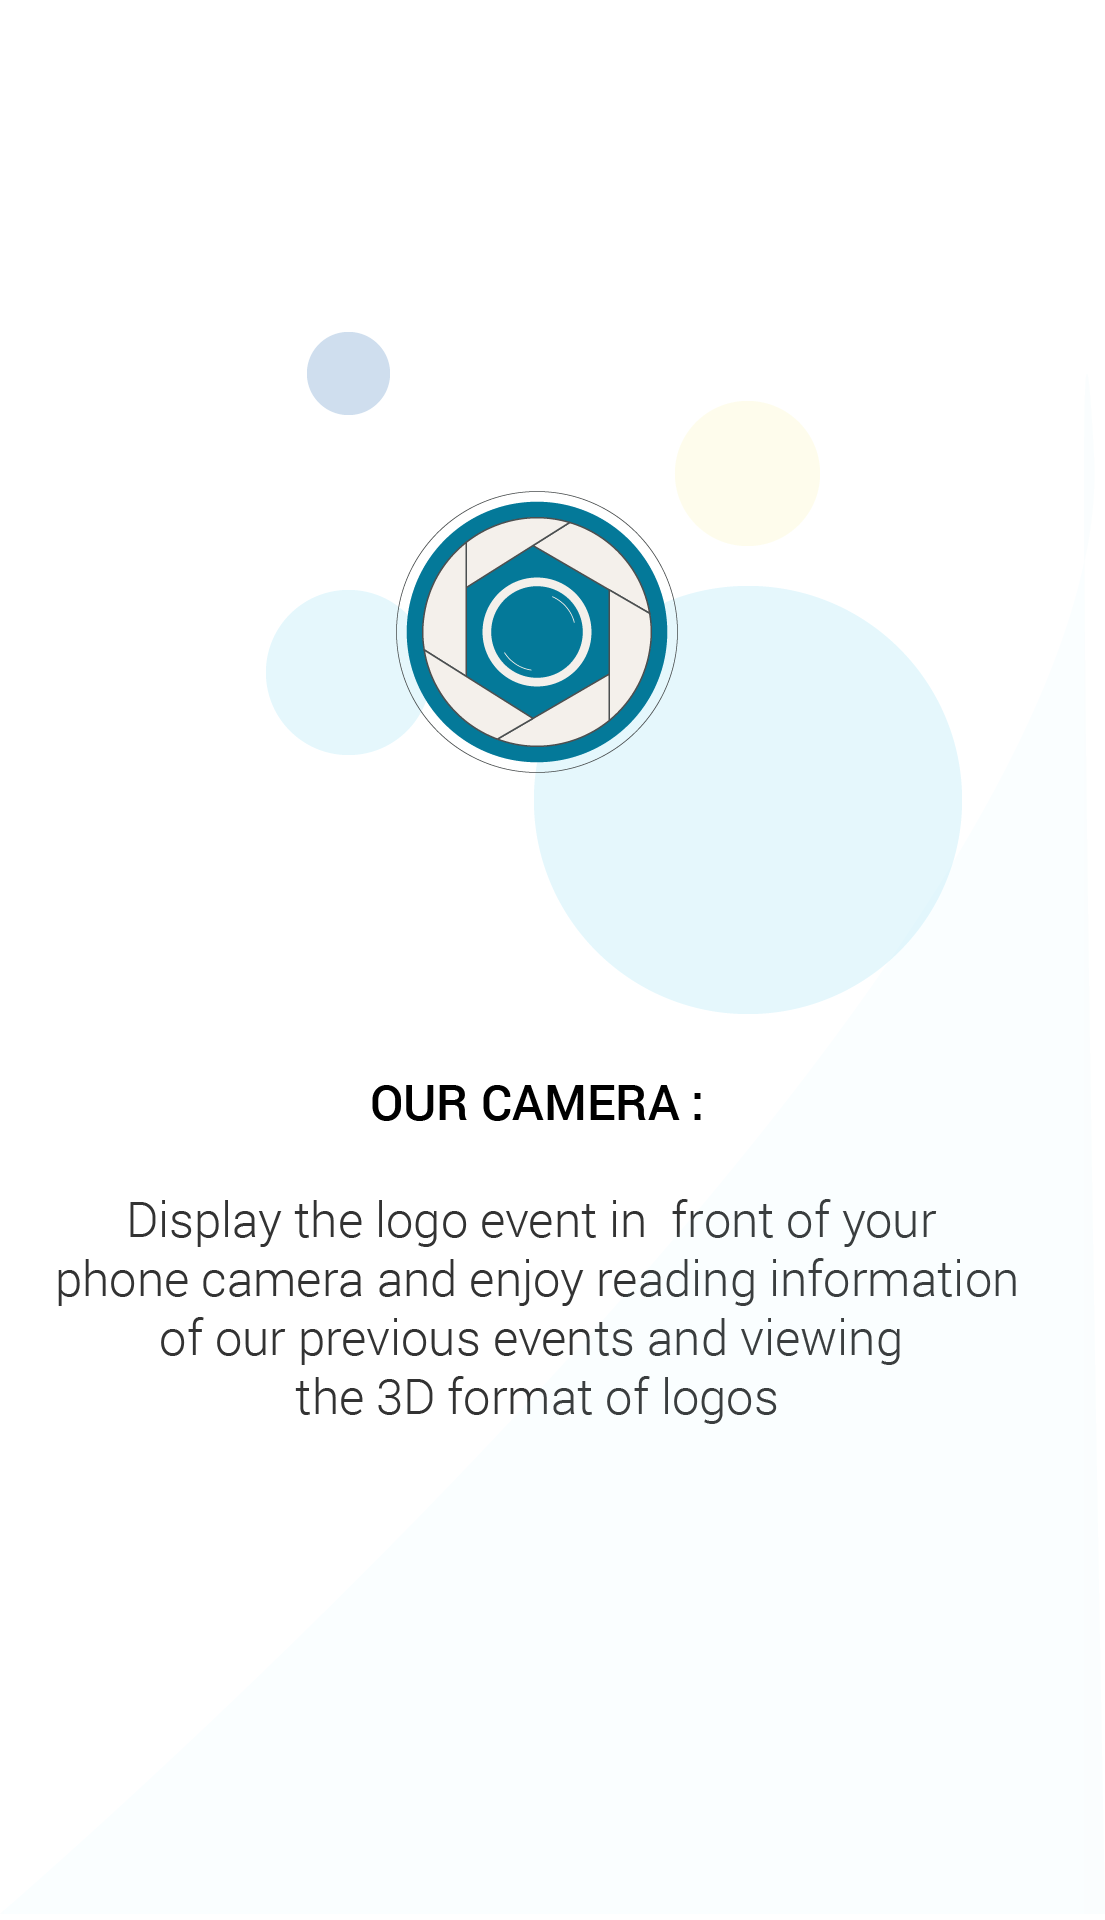 OUR CAMERA :
Display the logo event in  front of your
phone camera and enjoy reading information
of our previous events and viewing
the 3D format of logos